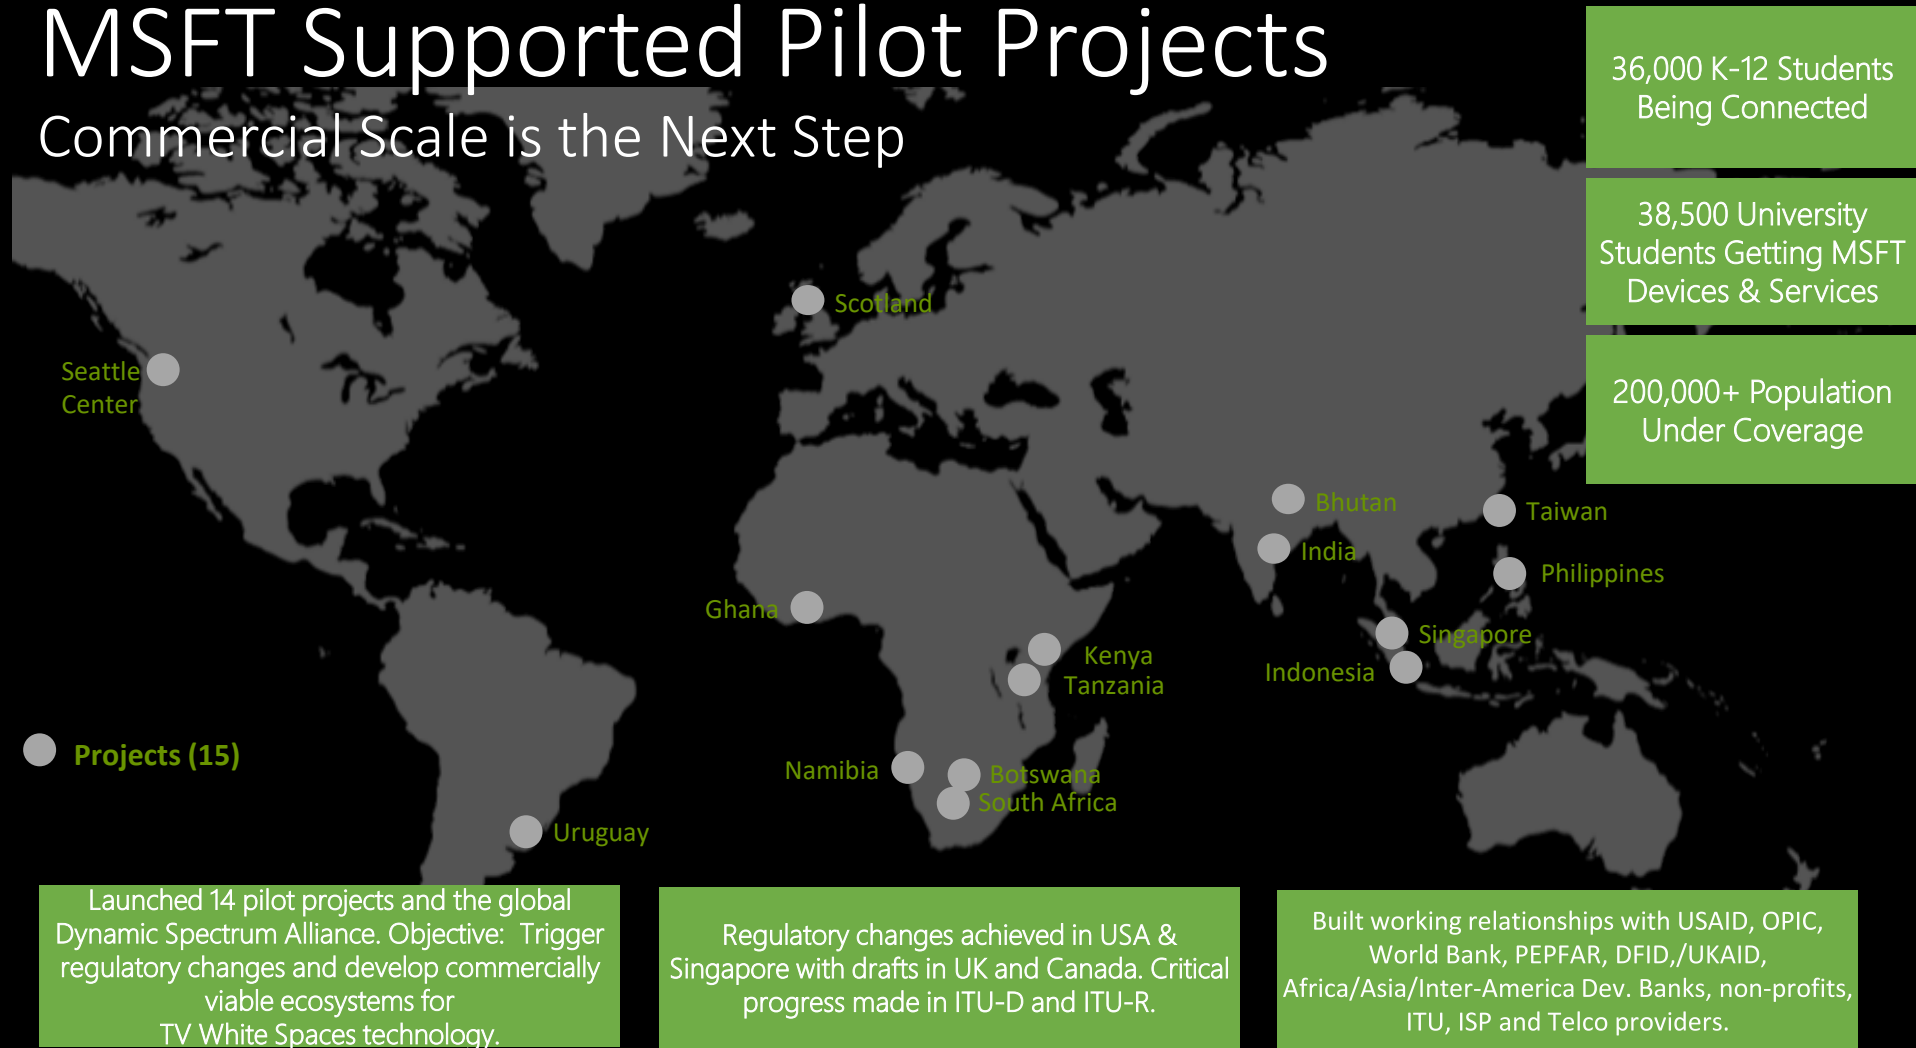 MSFT Supported Pilot Projects
Commercial Scale is the Next Step
36,000 K-12 Students
Being Connected
38,500 University
Students Getting MSFT
Devices & Services
200,000+ Population
Under Coverage
Scotland
Seattle
Center
Bhutan
Taiwan
India
Philippines
Ghana
Singapore
Kenya
Indonesia
Tanzania
Projects (15)
Namibia
Botswana
South Africa
Uruguay
Launched 14 pilot projects and the global
Dynamic Spectrum Alliance. Objective:  Trigger
regulatory changes and develop commercially
viable ecosystems for
TV White Spaces technology.
Regulatory changes achieved in USA &
Singapore with drafts in UK and Canada. Critical
progress made in ITU-D and ITU-R.
Built working relationships with USAID, OPIC,
World Bank, PEPFAR, DFID,/UKAID,
Africa/Asia/Inter-America Dev. Banks, non-profits,
ITU, ISP and Telco providers.